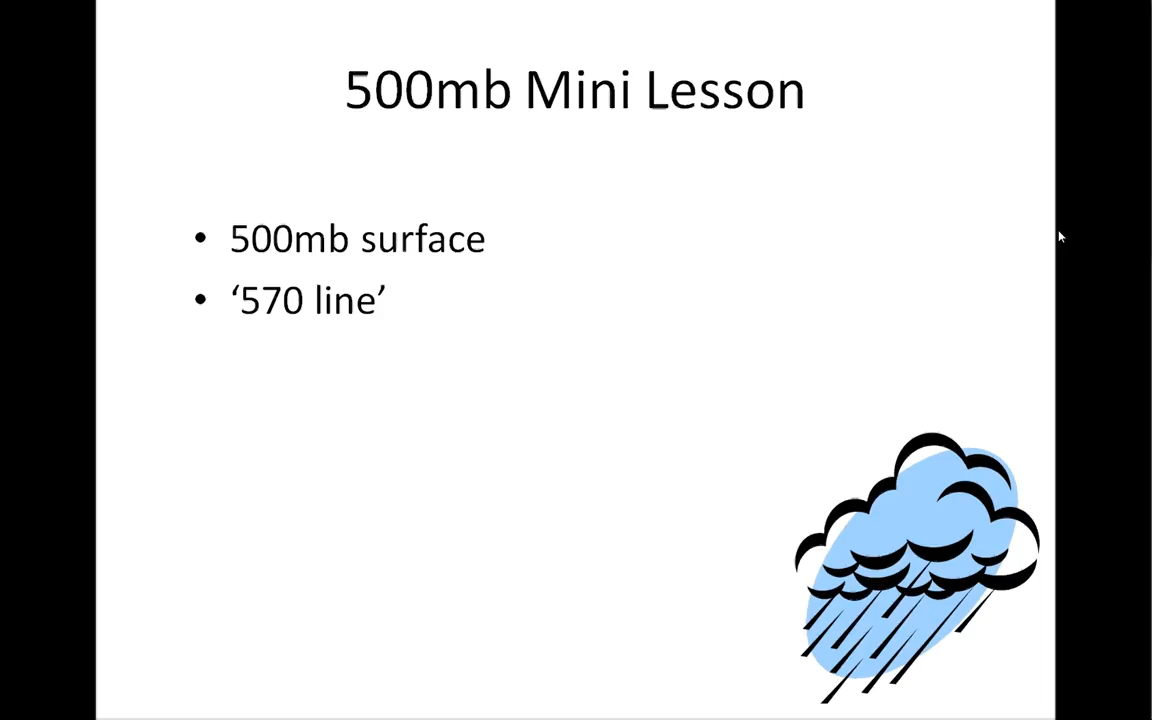 500mb Mini Lesson
• 500mb surface
• ‘570 line’